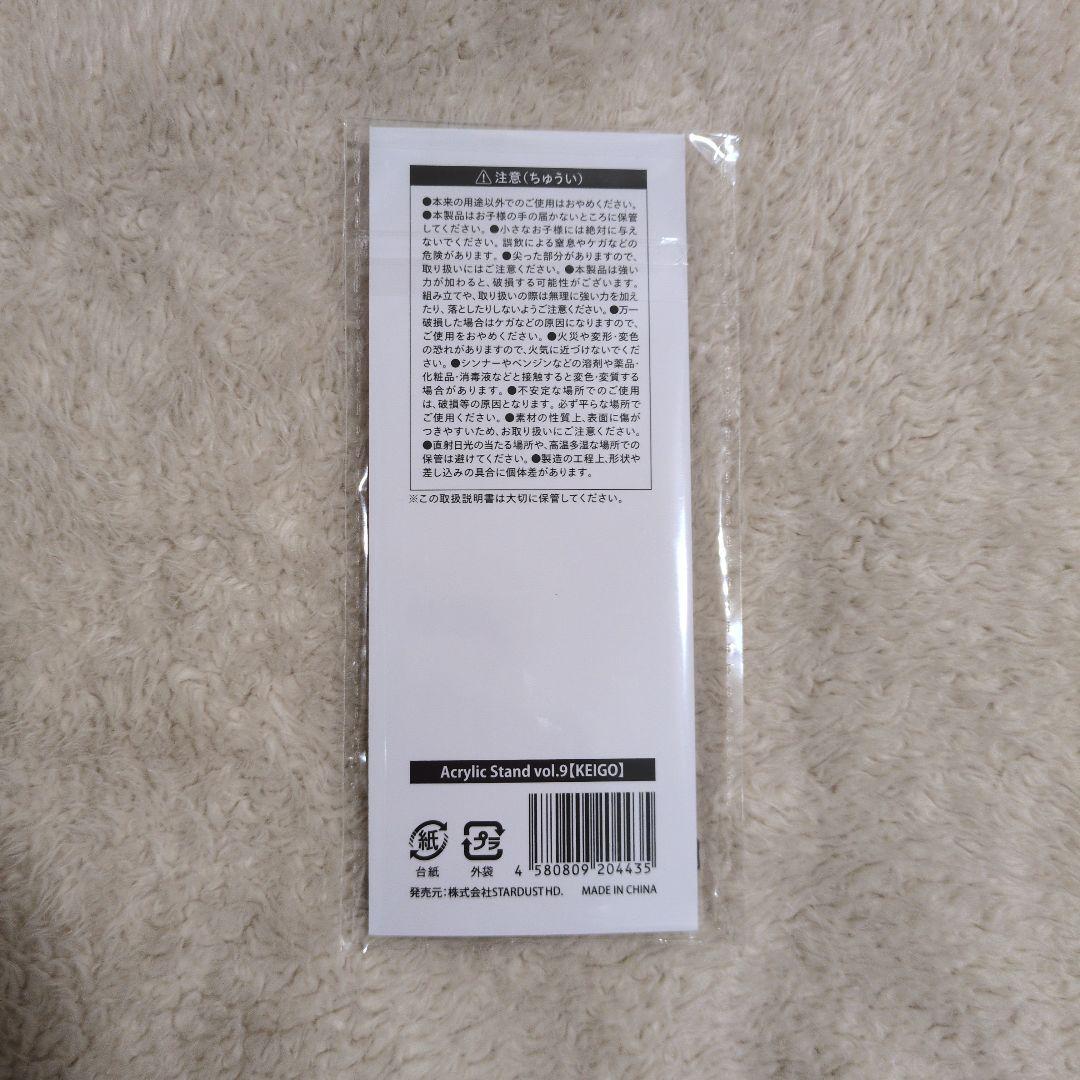 ⚠注意(ちゅうい)
●本来の用途以外でのご使用はおやめください。
●本製品はお子様の手の届かないところに保管
してください。●小さなお子様には絶対に与え
ないでください。誤飲による窒息やケガなどの
危険があります。●尖った部分がありますので、
取り扱いにはご注意ください。●本製品は強い
力が加わると、破損する可能性がございます。
組み立てや、取り扱いの際は無理に強い力を加え
たり、落としたりしないようご注意ください。●万一
破損した場合はケガなどの原因になりますので、
ご使用をおやめください。●火災や変形・変色
の恐れがありますので、火気に近づけないでくだ
さい。●シンナーやベンジンなどの溶剤や薬品・
化粧品・消毒液などと接触すると変色・変質する
場合があります。●不安定な場所でのご使用
は、破損等の原因となります。必ず平らな場所で
ご使用ください。●素材の性質上、表面に傷が
つきやすいため、お取り扱いにご注意ください。
●直射日光の当たる場所や、高温多湿な場所での
保管は避けてください。●製造の工程上、形状や
差し込みの具合に個体差があります。
※この取扱説明書は大切に保管してください。
Acrylic Stand vol.9【KEIGO】
紙
台紙
プラ
外袋
4 580809 204435
発売元:株式会社STARDUST HD. MADE IN CHINA